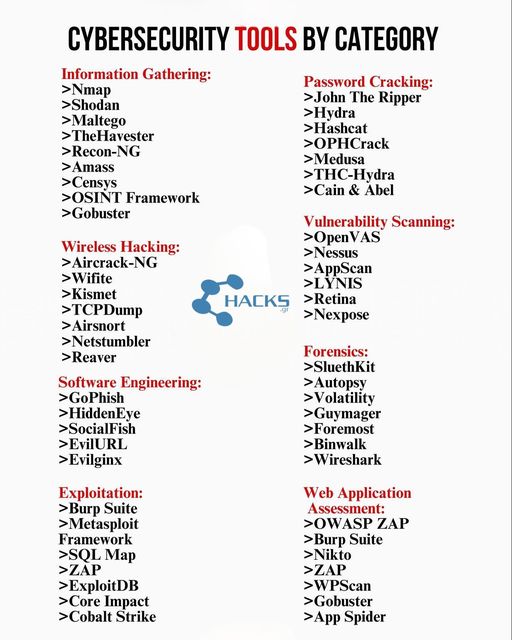 CYBERSECURITY TOOLS BY CATEGORY
Information Gathering:
>Nmap
>Shodan
>Maltego
>TheHavester
>Recon-NG
>Amass
>Censys
>OSINT Framework
>Gobuster
Wireless Hacking:
>Aircrack-NG
>Wifite
>Kismet
>TCPDump
>Airsnort
>Netstumbler
>Reaver
Software Engineering:
>GoPhish
>HiddenEye
>SocialFish
>EvilURL
>Evilginx
Exploitation:
>Burp Suite
>Metasploit
Framework
>SQL Map
>ZAP
>ExploitDB
>Core Impact
>Cobalt Strike
HACKS
.gr
Password Cracking:
>John The Ripper
>Hydra
>Hashcat
>OPHCrack
>Medusa
>THC-Hydra
>Cain & Abel
Vulnerability Scanning:
>OpenVAS
>Nessus
>AppScan
>LYNIS
>Retina
>Nexpose
Forensics:
>SluethKit
>Autopsy
>Volatility
>Guymager
>Foremost
>Binwalk
>Wireshark
Web Application
Assessment:
>OWASP ZAP
>Burp Suite
>Nikto
>ZAP
>WPScan
>Gobuster
>App Spider